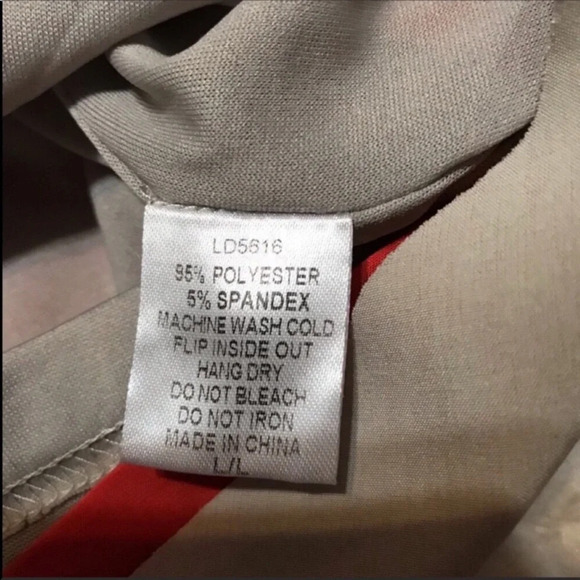 LD5616
95% POLYESTER
5% SPANDEX
MACHINE WASH COLD
FLIP INSIDE OUT
HANG DRY
DO NOT BLEACH
DO NOT IRON
MADE IN CHINA
L/L